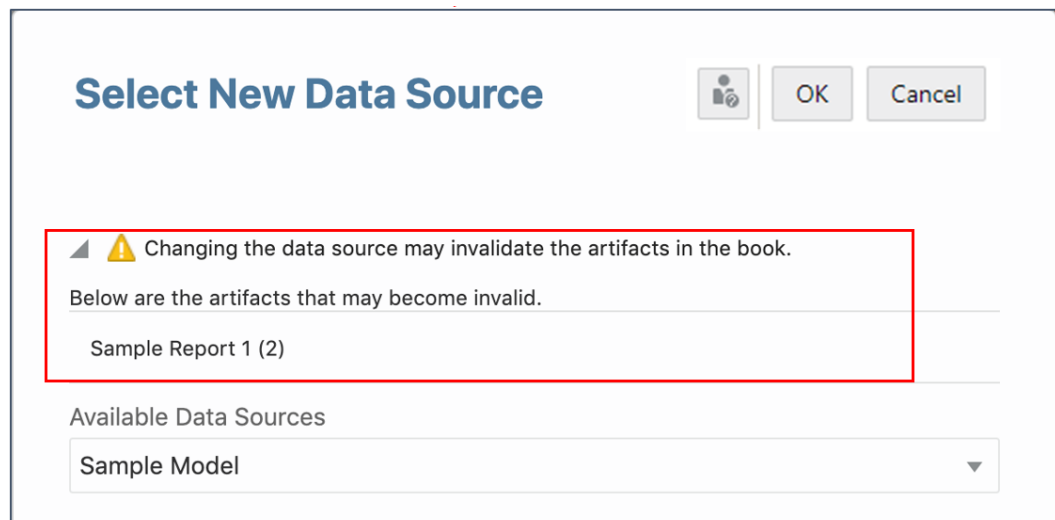 Select New Data Source
OK
Cancel
Changing the data source may invalidate the artifacts in the book.
Below are the artifacts that may become invalid.
Sample Report 1 (2)
Available Data Sources
Sample Model